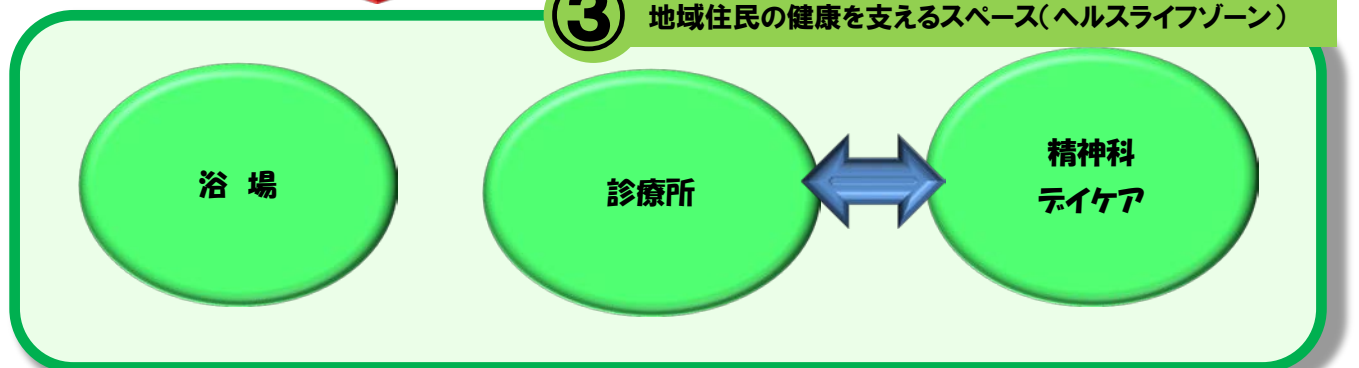 ③ 地域住民の健康を支えるスペース(ヘルスライフゾーン)
浴 場
診療所
精神科
デイケア